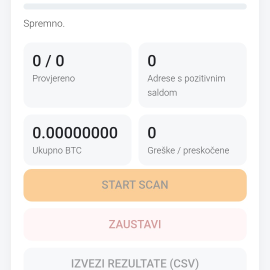 Spremno.
0 / 0
Provjereno
0
Adrese s pozitivnim
saldom
0.00000000
Ukupno BTC
0
Greške / preskočene
START SCAN
ZAUSTAVI
IZVEZI REZULTATE (CSV)